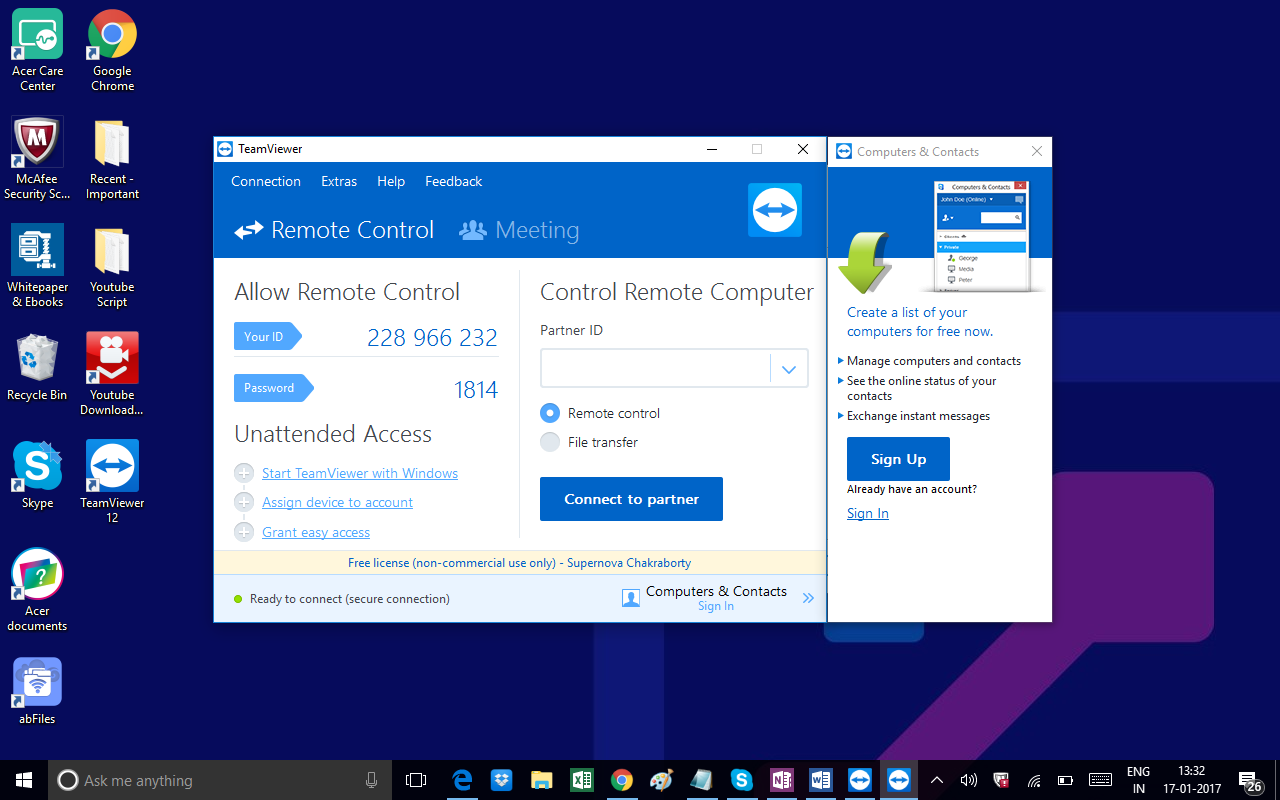 Acer Care
Center
Google
Chrome
McAfee
Security Sc...
Recent -
Important
Whitepaper
& Ebooks
Youtube
Script
Recycle Bin
Youtube
Download...
Skype
TeamViewer
12
Acer
documents
abFiles
TeamViewer
Connection Extras Help Feedback
Remote Control Meeting
Allow Remote Control
Your ID 228 966 232
Password 1814
Unattended Access
Start TeamViewer with Windows
Assign device to account
Grant easy access
Control Remote Computer
Partner ID
Remote control
File transfer
Connect to partner
Free license (non-commercial use only) - Supernova Chakraborty
Ready to connect (secure connection)
Computers & Contacts
Sign In
Computers & Contacts
Computers & Contacts
John Doe (Online)
Private
George
Media
Peter
Create a list of your
computers for free now.
Manage computers and contacts
See the online status of your
contacts
Exchange instant messages
Sign Up
Already have an account?
Sign In
Ask me anything
ENG
IN
13:32
17-01-2017
26